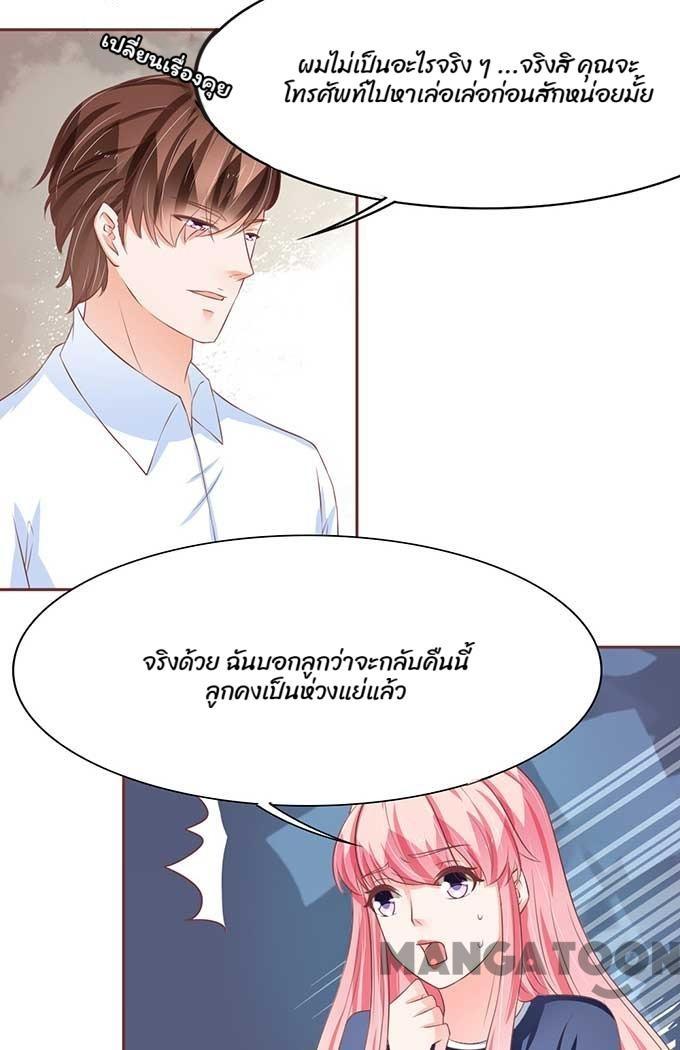 เปลี่ยนเรื่องคุย
ผมไม่เป็นอะไรจริง ๆ ...จริงสิ คุณจะ
โทรศัพท์ไปหาเล่อเล่อก่อนสักหน่อยมั้ย
จริงด้วย ฉันบอกลูกว่าจะกลับคืนนี้
ลูกคงเป็นห่วงแย่แล้ว
MANGATOON